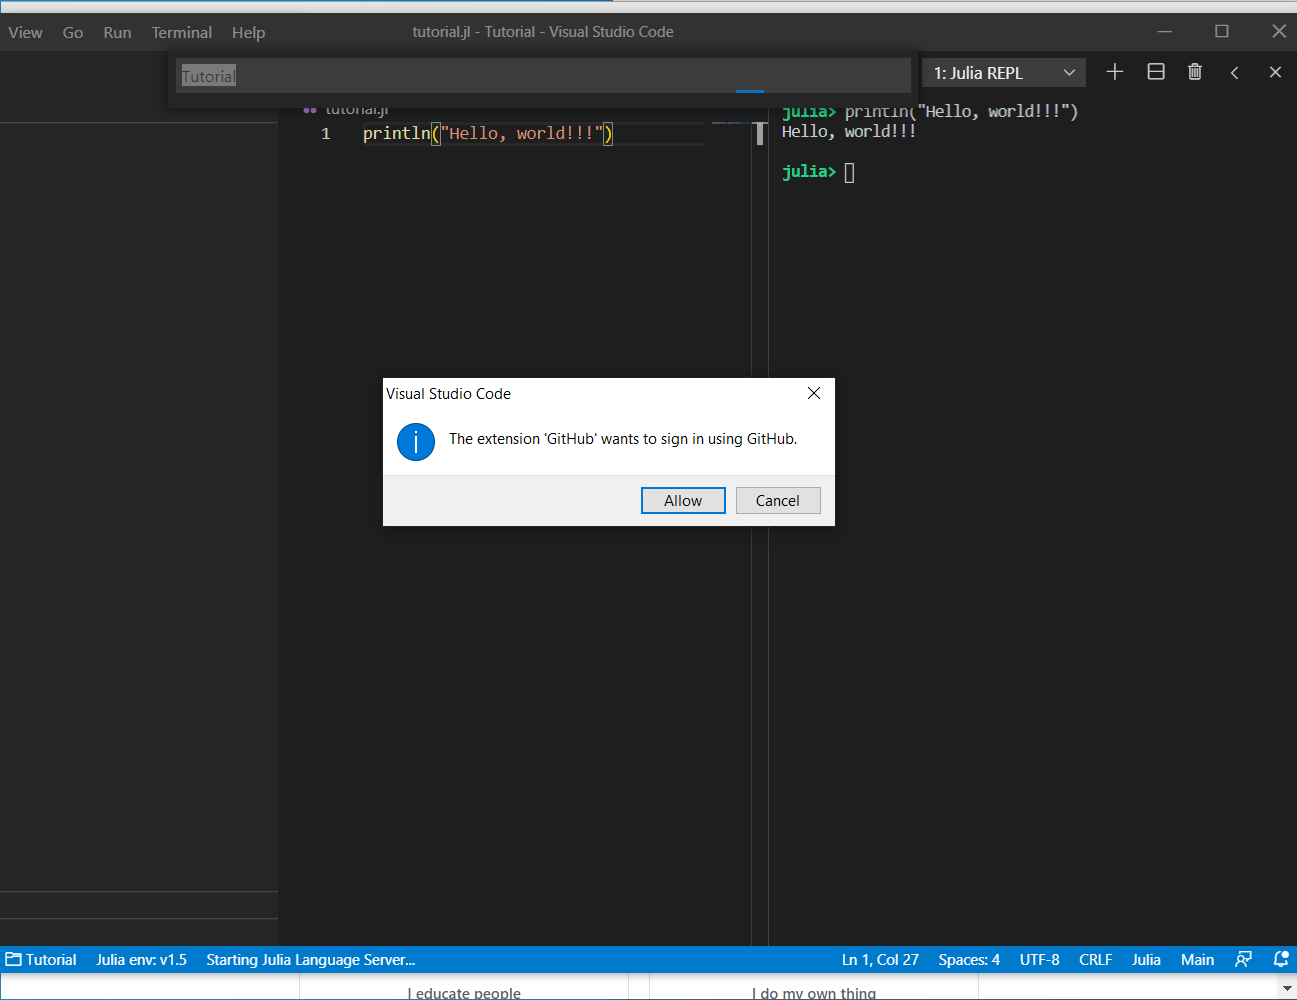 View Go Run Terminal Help
tutorial.jl - Tutorial - Visual Studio Code
Tutorial
1: Julia REPL
tutorial.jl
1 println("Hello, world!!!")
julia> println("Hello, world!!!")
Hello, world!!!
julia>
Visual Studio Code
The extension 'GitHub' wants to sign in using GitHub.
Allow Cancel
Tutorial Julia env: v1.5 Starting Julia Language Server... Ln 1, Col 27 Spaces: 4 UTF-8 CRLF Julia Main
I educate people I do my own thing